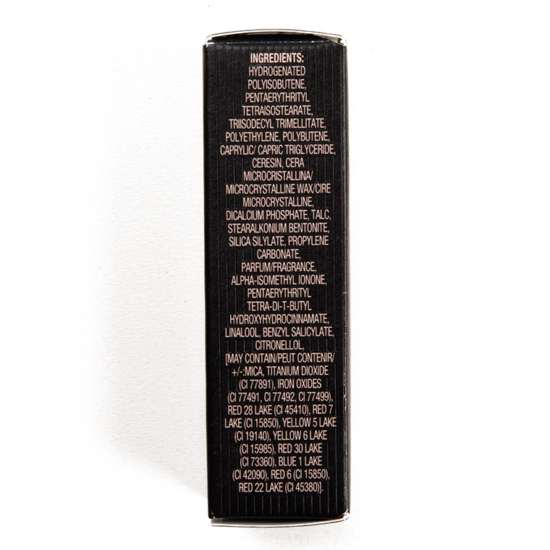 INGREDIENTS:
HYDROGENATED
POLYISOBUTENE,
PENTAERYTHRITYL
TETRAISOSTEARATE,
TRIISODECYL TRIMELLITATE,
POLYETHYLENE, POLYBUTENE,
CAPRYLIC/ CAPRIC TRIGLYCERIDE,
CERESIN, CERA
MICROCRISTALLINA/
MICROCRYSTALLINE WAX/CIRE
MICROCRYSTALLINE,
DICALCIUM PHOSPHATE, TALC,
STEARALKONIUM BENTONITE,
SILICA SILYLATE, PROPYLENE
CARBONATE,
PARFUM/FRAGRANCE,
ALPHA-ISOMETHYL IONONE,
PENTAERYTHRITYL
TETRA-DI-T-BUTYL
HYDROXYHYDROCINNAMATE,
LINALOOL, BENZYL SALICYLATE,
CITRONELLOL,
[MAY CONTAIN/PEUT CONTENIR/
+/-:MICA, TITANIUM DIOXIDE
(CI 77891), IRON OXIDES
(CI 77491, CI 77492, CI 77499),
RED 28 LAKE (CI 45410), RED 7
LAKE (CI 15850), YELLOW 5 LAKE
(CI 19140), YELLOW 6 LAKE
(CI 15985), RED 30 LAKE
(CI 73360), BLUE 1 LAKE
(CI 42090), RED 6 (CI 15850),
RED 22 LAKE (CI 45380)].